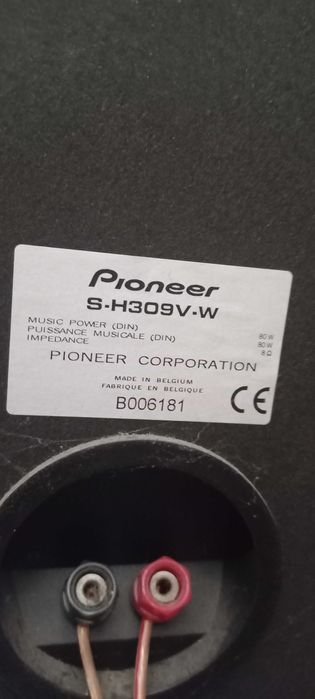 Pioneer
S-H309V-W
MUSIC POWER (DIN) 80 W
PUISSANCE MUSICALE (DIN) 80 W
IMPEDANCE 8 Ω
PIONEER CORPORATION
MADE IN BELGIUM
FABRIQUE EN BELGIQUE
B006181 CE